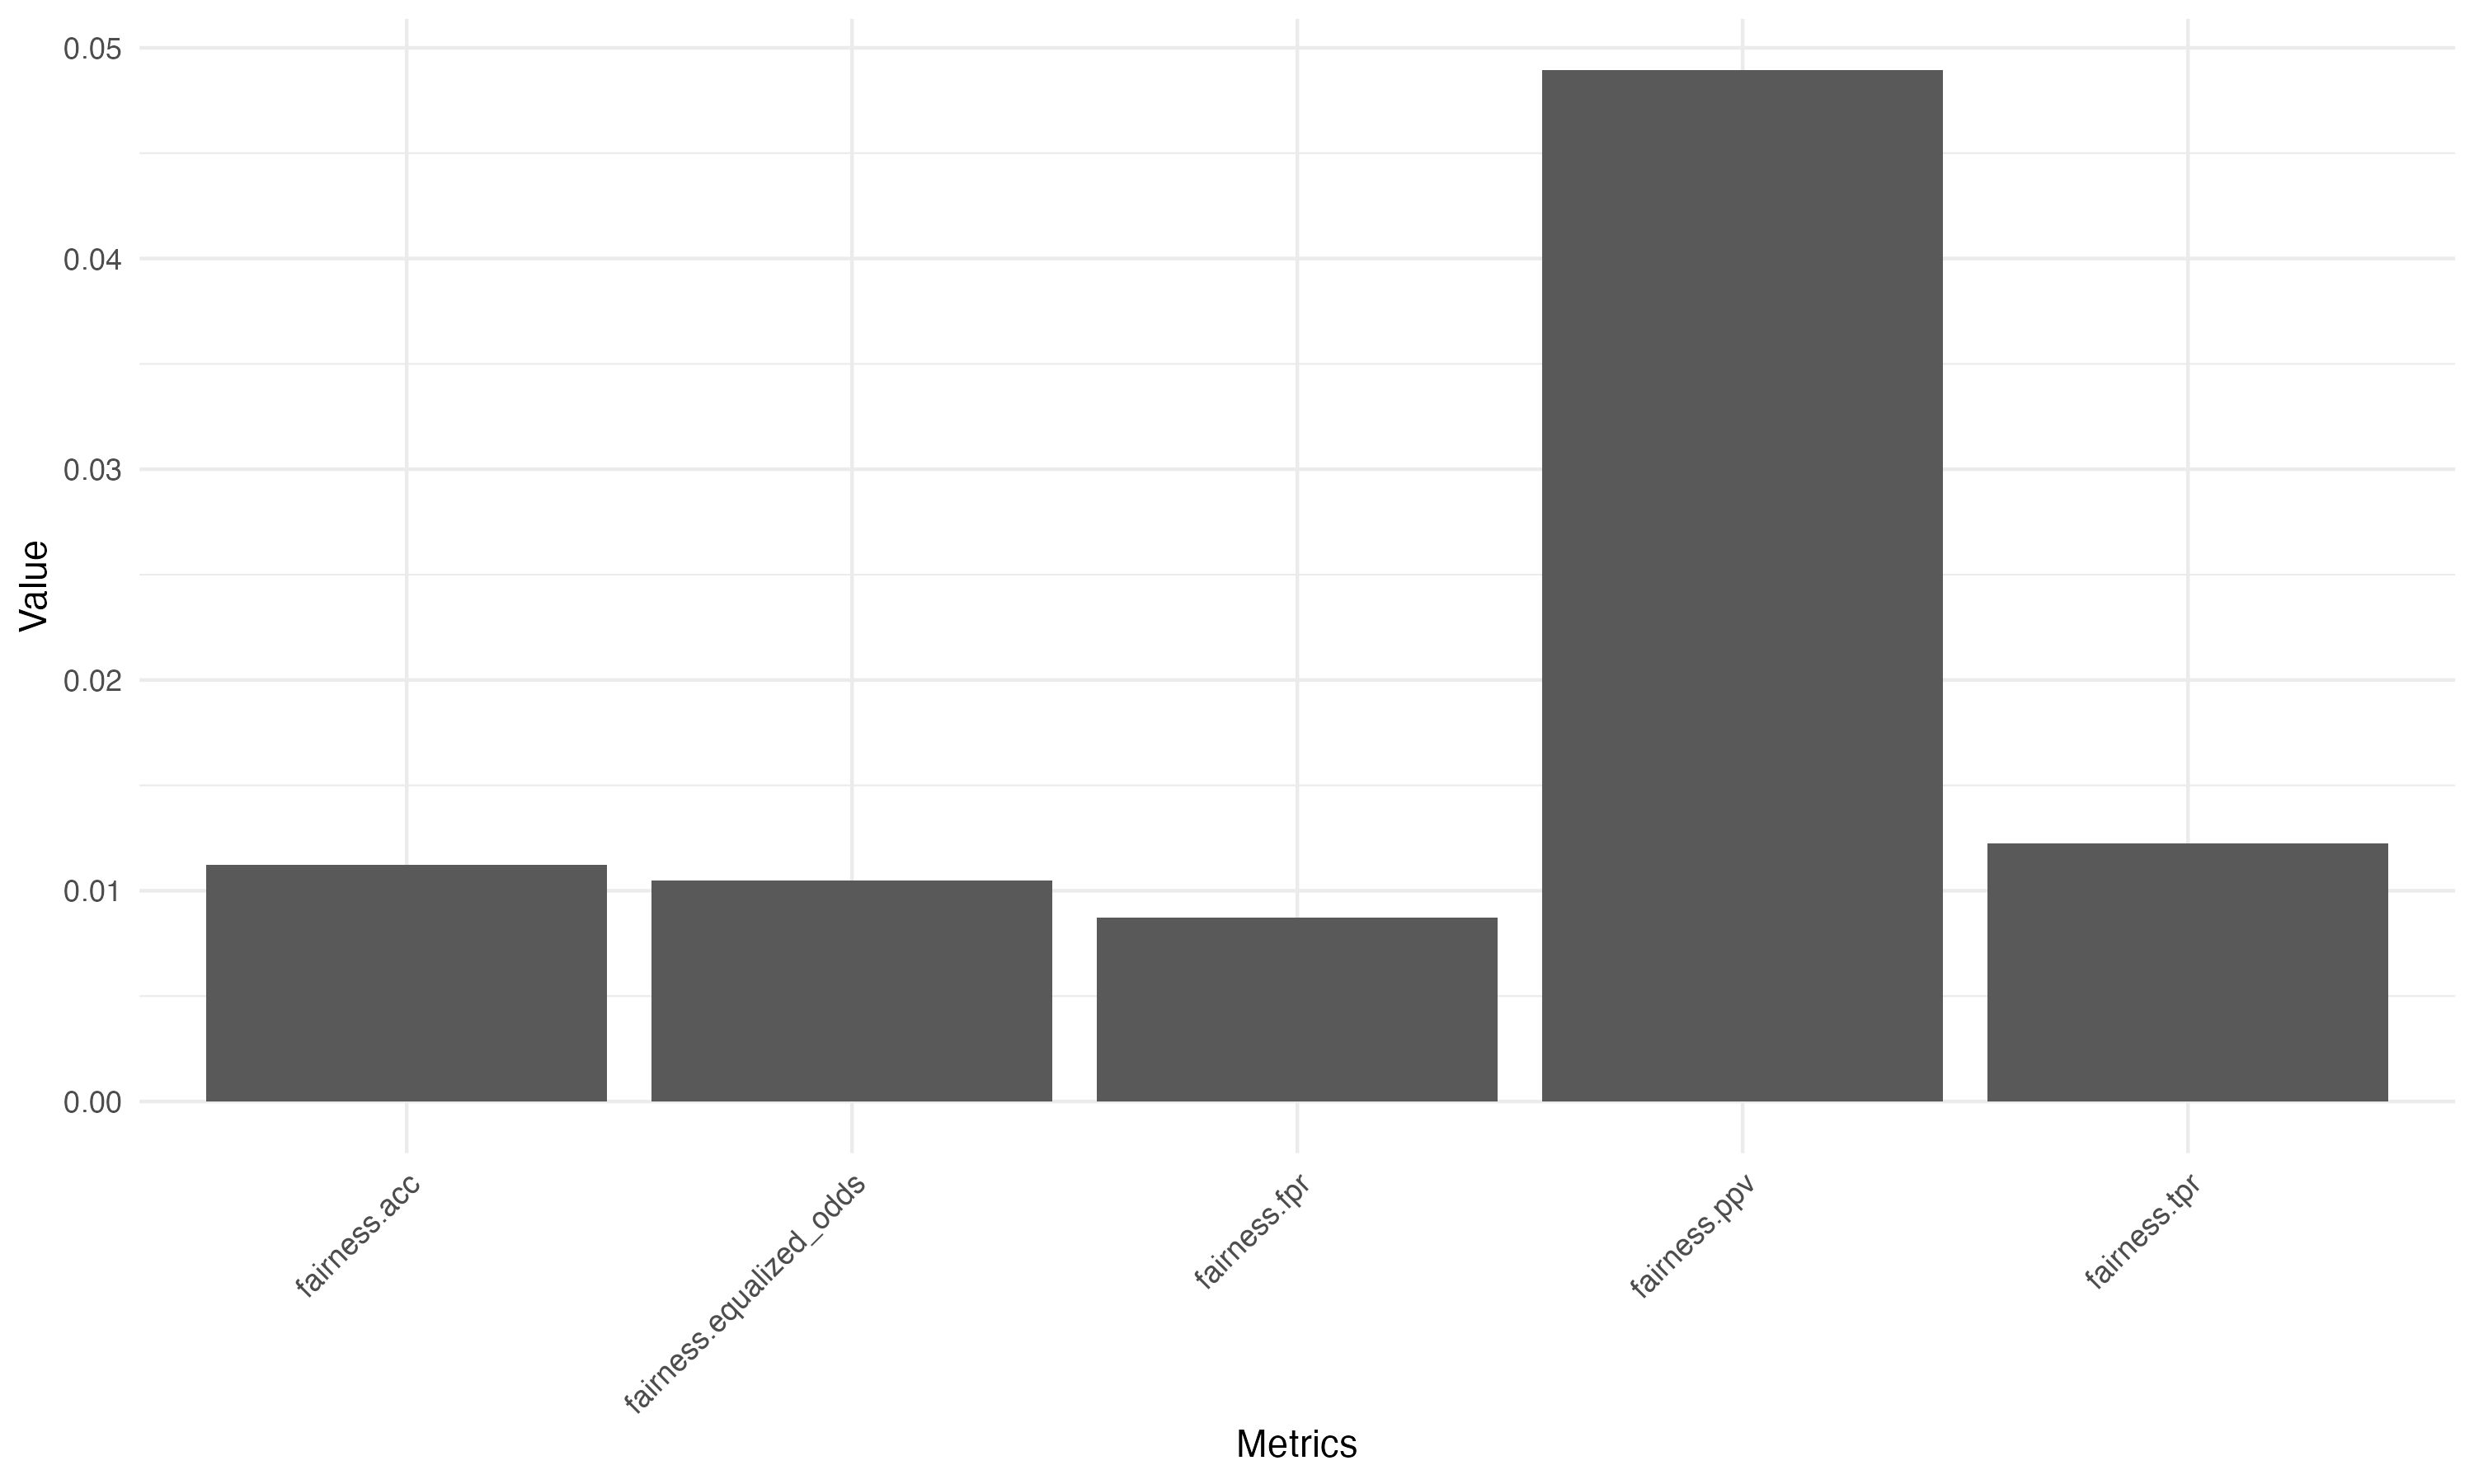 0.05
0.04
0.03
0.02
0.01
0.00
Value
fairness.acc
fairness.equalized_odds
fairness.fpr
fairness.ppv
fairness.tpr
Metrics